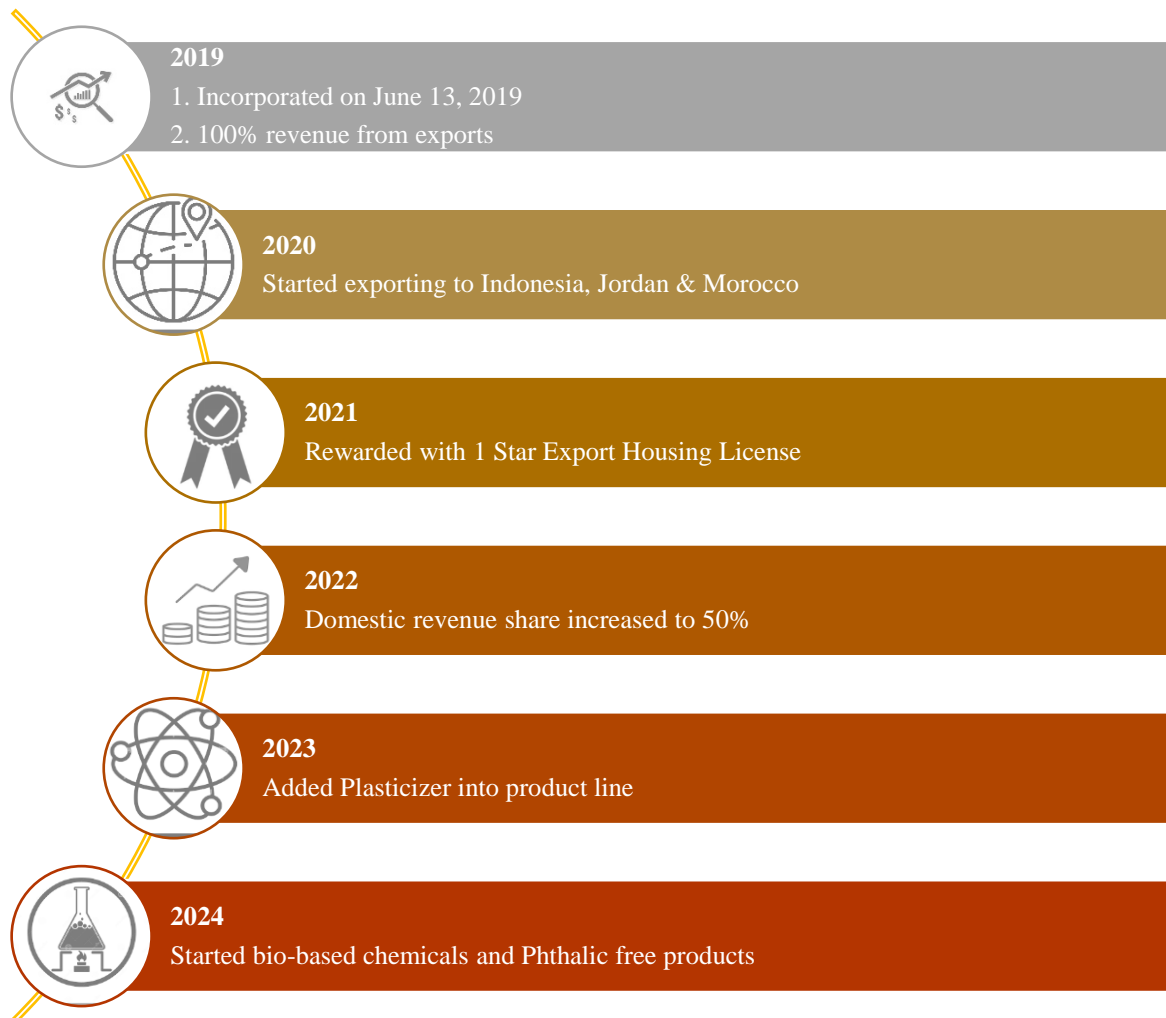 2019
1. Incorporated on June 13, 2019
2. 100% revenue from exports
2020
Started exporting to Indonesia, Jordan & Morocco
2021
Rewarded with 1 Star Export Housing License
2022
Domestic revenue share increased to 50%
2023
Added Plasticizer into product line
2024
Started bio-based chemicals and Phthalic free products